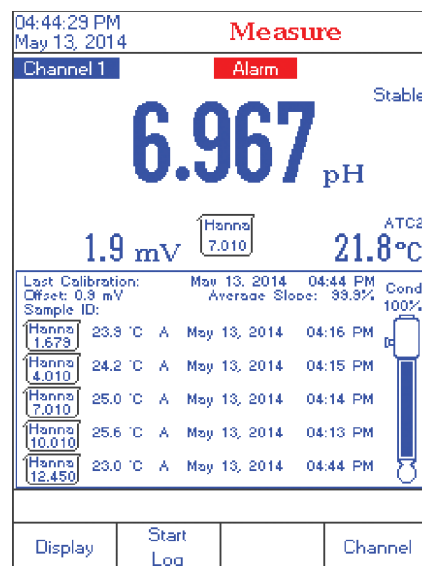 04:44:29 PM
May 13, 2014
Measure
Channel 1
Alarm
Stable
6.967 pH
1.9 mV
Hanna
7.010
ATC2
21.8°C
Last Calibration: May 13, 2014 04:44 PM
Offset: 0.9 mV Average Slope: 99.9%
Sample ID:
Cond
100%
Hanna
1.679
23.9 °C A May 13, 2014 04:16 PM
Hanna
4.010
24.2 °C A May 13, 2014 04:15 PM
Hanna
7.010
25.0 °C A May 13, 2014 04:14 PM
Hanna
10.010
25.6 °C A May 13, 2014 04:13 PM
Hanna
12.450
23.0 °C A May 13, 2014 04:44 PM
Display
Start
Log
Channel